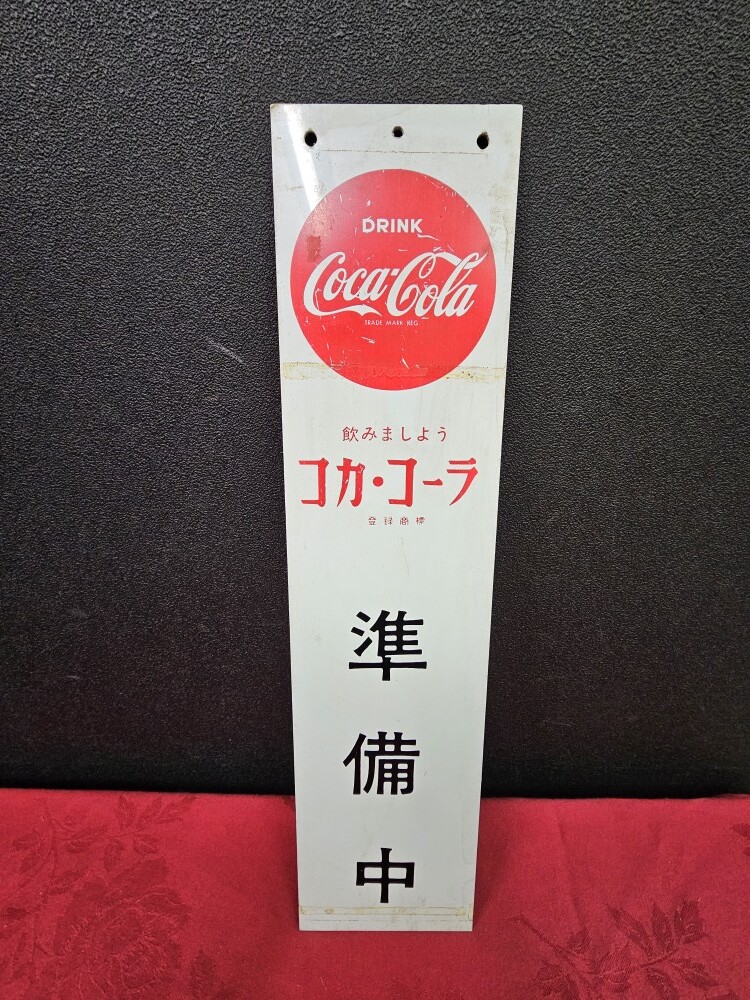 DRINK
Coca-Cola
TRADE MARK REG
飲みましよう
コカ・コーラ
登録商標
準
備
中